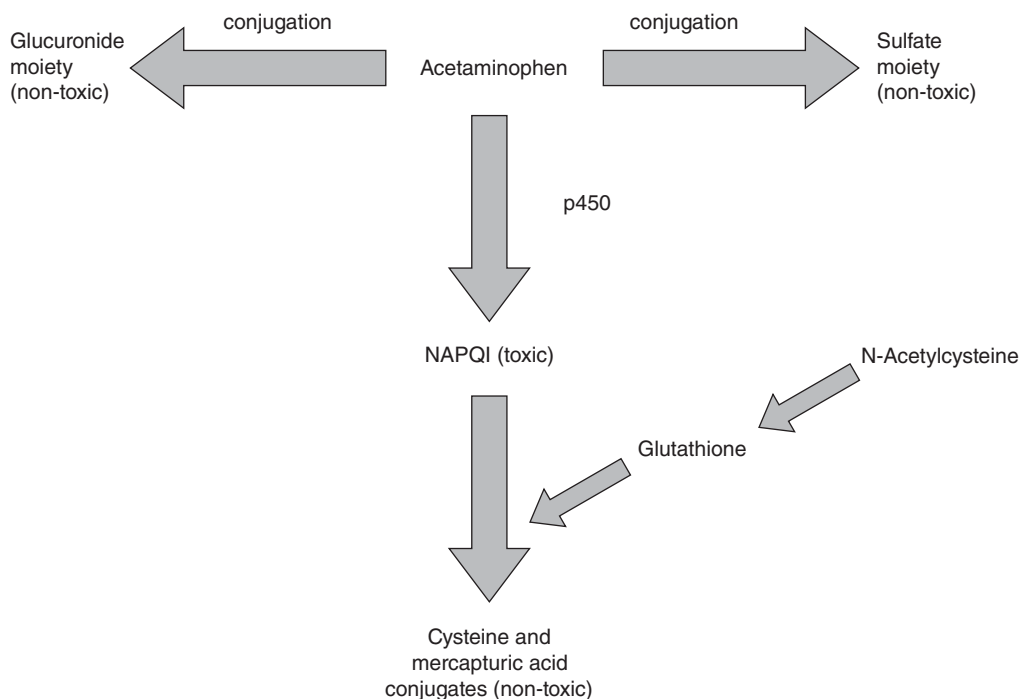 conjugation
conjugation
Glucuronide
moiety
(non-toxic)
Acetaminophen
Sulfate
moiety
(non-toxic)
p450
NAPQI (toxic)
N-Acetylcysteine
Glutathione
Cysteine and
mercapturic acid
conjugates (non-toxic)